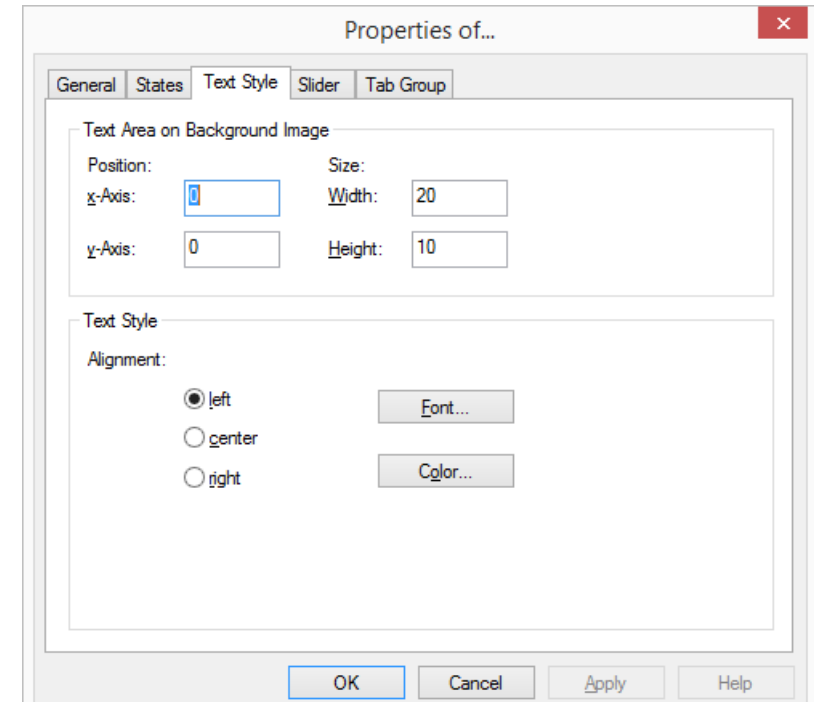 Properties of...
General States Text Style Slider Tab Group
Text Area on Background Image
Position: Size:
x-Axis: 0 Width: 20
y-Axis: 0 Height: 10
Text Style
Alignment:
left Font...
center
right Color...
OK Cancel Apply Help